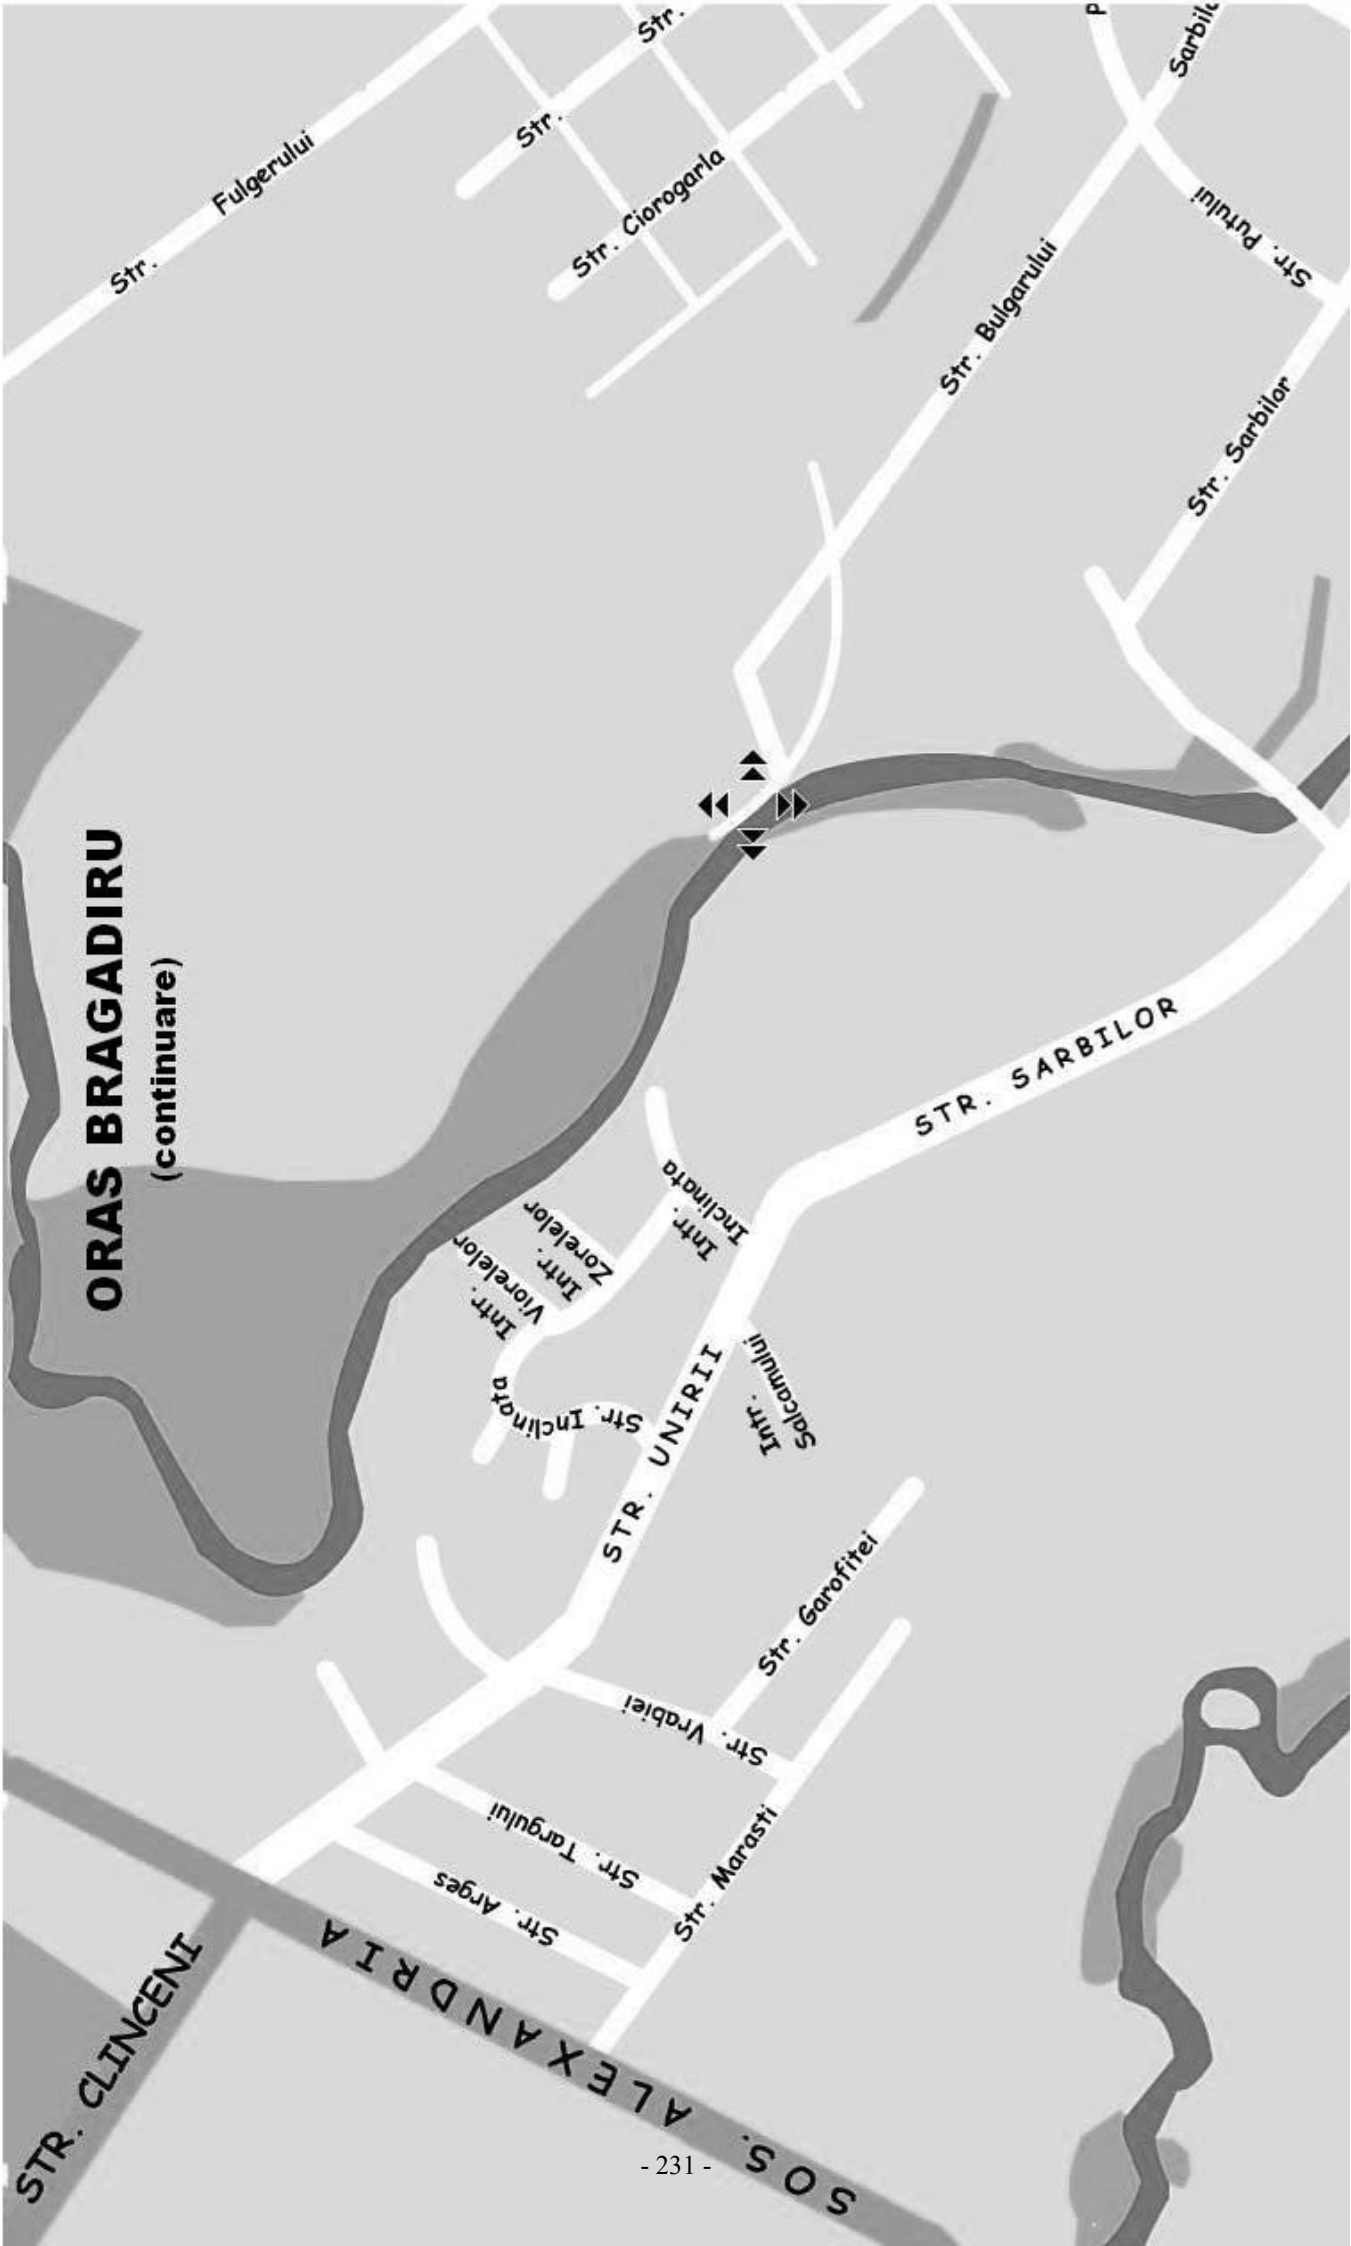 ORAS BRAGADIRU
(continuare)
Str. Fulgerului
Str.
Str.
Str. Ciorogarla
Sarbilo
Str. Putului
Str. Bulgarului
Str. Sarbilor
STR. SARBILOR
Intr.
Inclinata
Intr.
Zorelelor
Intr.
Viorelelor
Str. Inclinata
STR. UNIRII
Intr.
Salcamului
Str. Garofitei
Str. Vrabiei
Str. Marasti
Str. Targului
Str. Arges
SOS. ALEXANDRIA
STR. CLINCENI
- 231 -